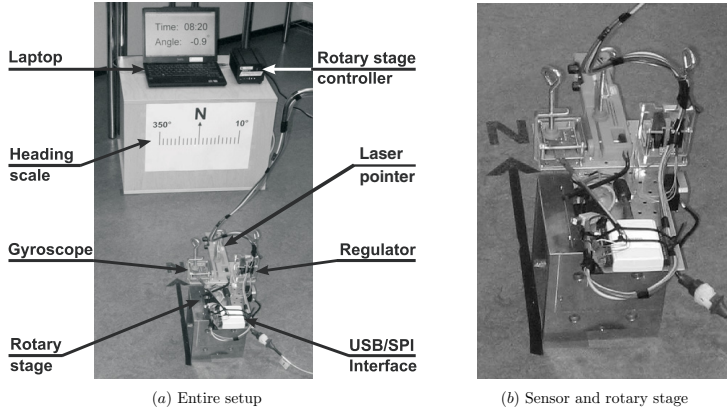 Time: 08:20
Angle: -0.9
Laptop
Rotary stage
controller
N
350° 10°
Heading
scale
Laser
pointer
Gyroscope
Regulator
Rotary
stage
USB/SPI
Interface
N
(a) Entire setup
(b) Sensor and rotary stage